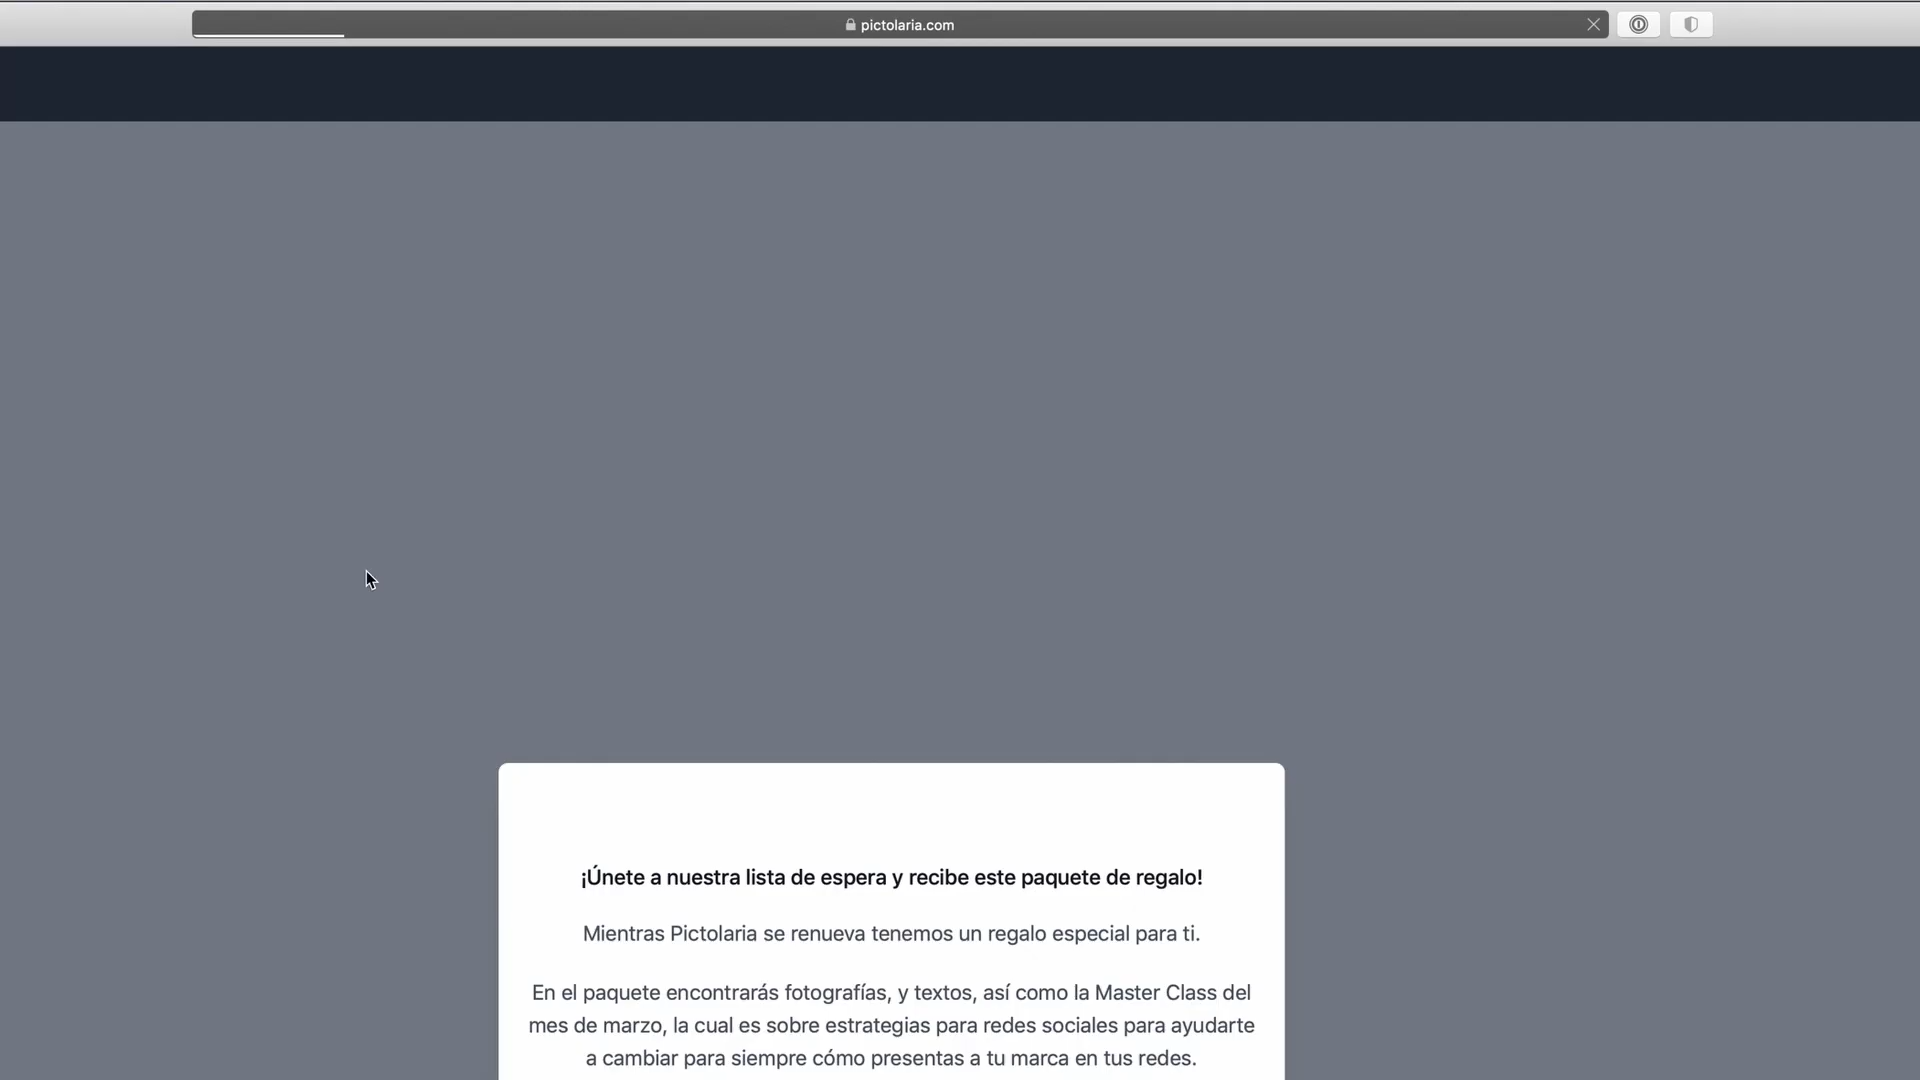 pictolaria.com
¡Únete a nuestra lista de espera y recibe este paquete de regalo!
Mientras Pictolaria se renueva tenemos un regalo especial para ti.
En el paquete encontrarás fotografías, y textos, así como la Master Class del
mes de marzo, la cual es sobre estrategias para redes sociales para ayudarte
a cambiar para siempre cómo presentas a tu marca en tus redes.